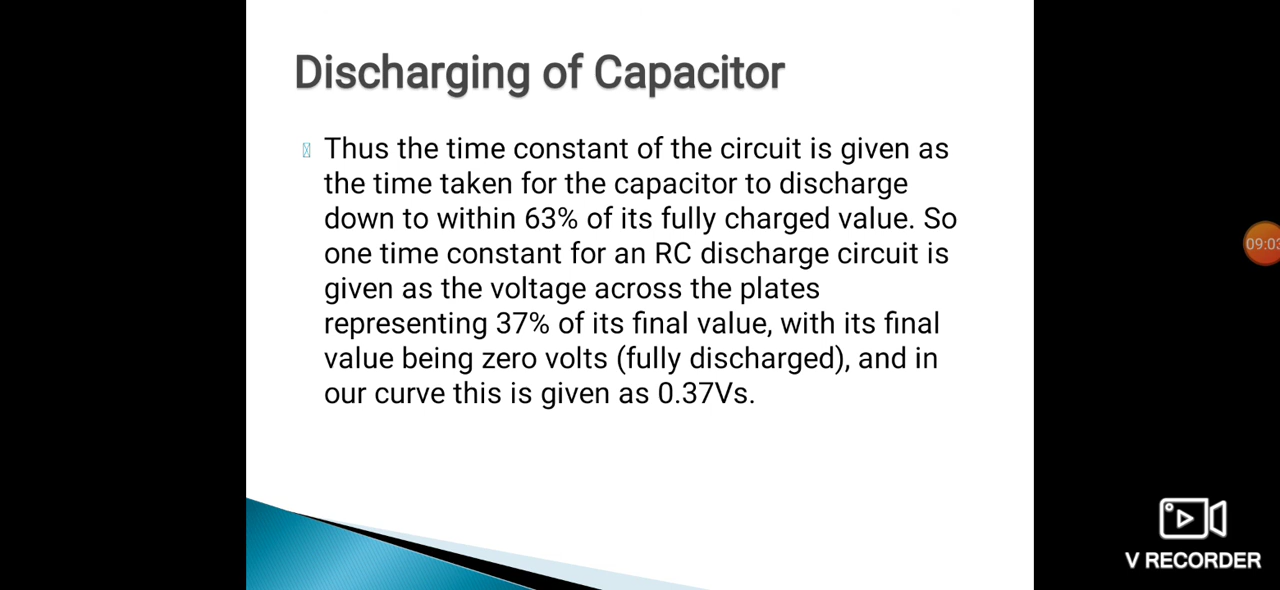 Discharging of Capacitor
Thus the time constant of the circuit is given as
the time taken for the capacitor to discharge
down to within 63% of its fully charged value. So
one time constant for an RC discharge circuit is
given as the voltage across the plates
representing 37% of its final value, with its final
value being zero volts (fully discharged), and in
our curve this is given as 0.37Vs.
09:03
V RECORDER